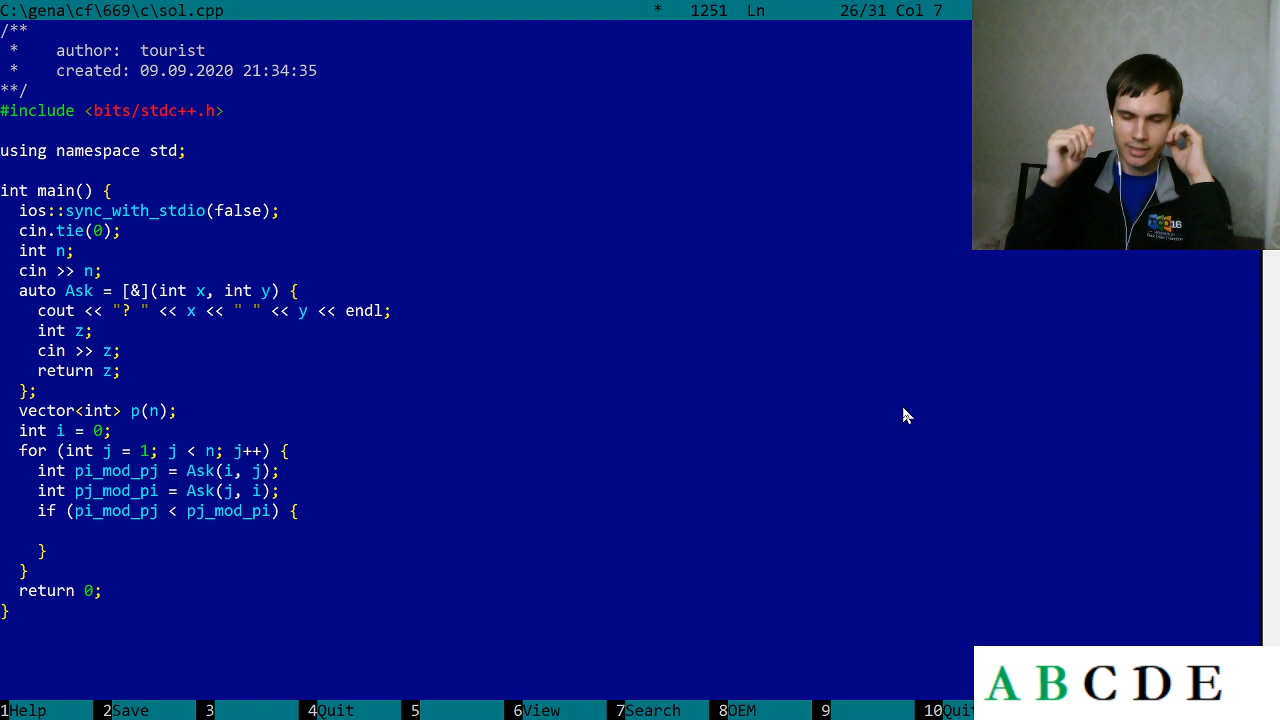 C:\gena\cf\669\c\sol.cpp * 1251 Ln 26/31 Col 7
/**
 *    author:  tourist
 *    created: 09.09.2020 21:34:35
**/
#include <bits/stdc++.h>
using namespace std;
int main() {
  ios::sync_with_stdio(false);
  cin.tie(0);
  int n;
  cin >> n;
  auto Ask = [&](int x, int y) {
    cout << "? " << x << " " << y << endl;
    int z;
    cin >> z;
    return z;
  };
  vector<int> p(n);
  int i = 0;
  for (int j = 1; j < n; j++) {
    int pi_mod_pj = Ask(i, j);
    int pj_mod_pi = Ask(j, i);
    if (pi_mod_pj < pj_mod_pi) {
    }
  }
  return 0;
}
A B C D E
1Help 2Save 3 4Quit 5 6View 7Search 8OEM 9 10Quit